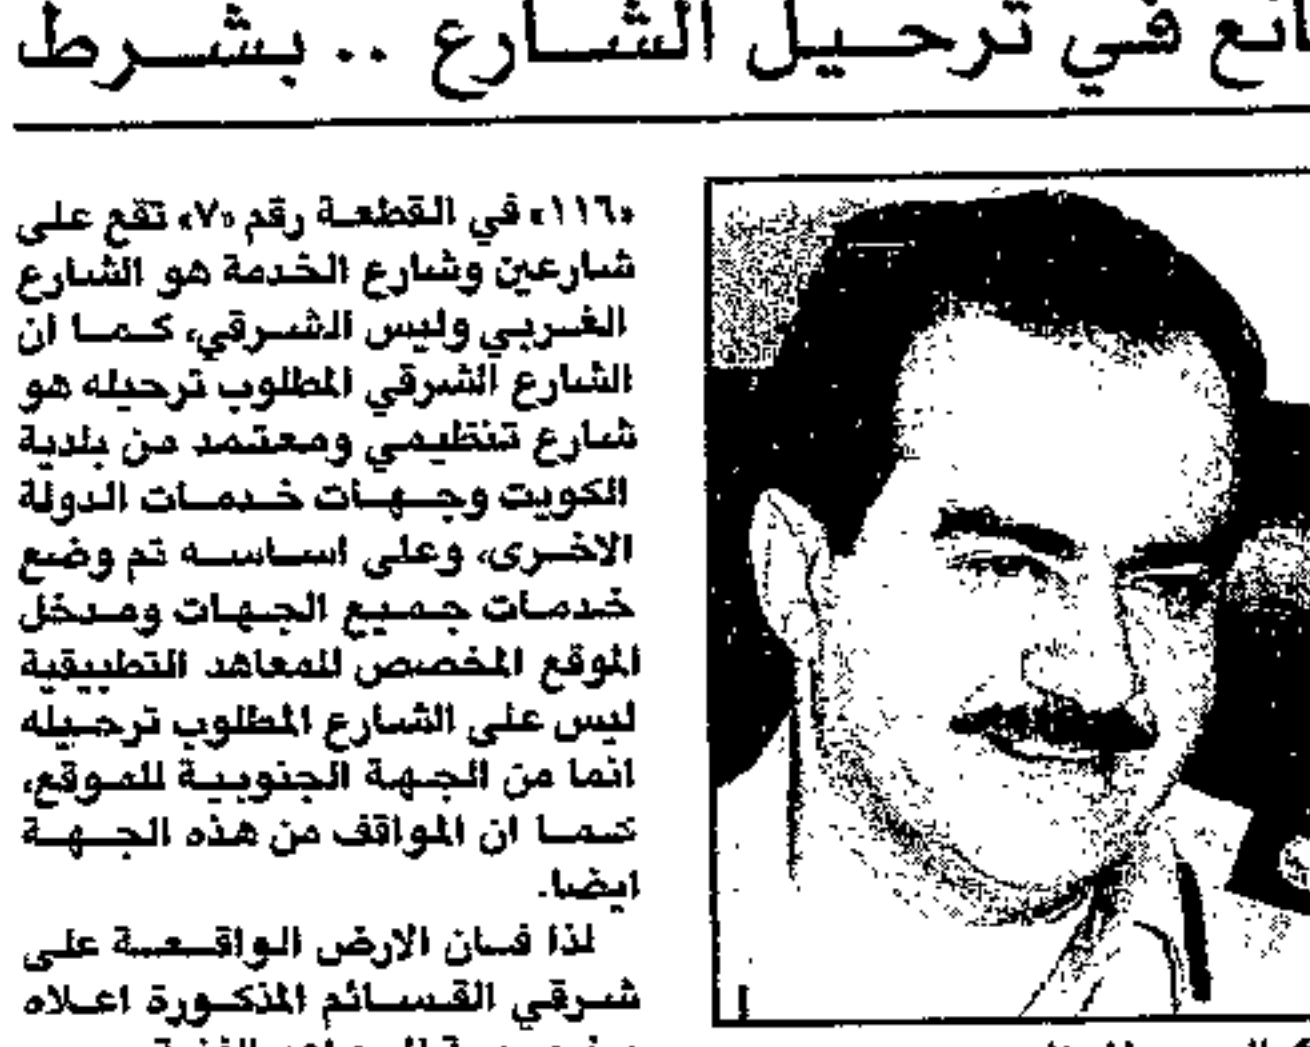 في ترحيل الشارع .. بشرط
«١١٦» في القطعة رقم «٧» تقع على
شارعين وشارع الخدمة هو الشارع
الغربي وليس الشرقي، كما ان
الشارع الشرقي المطلوب ترحيله هو
شارع تنظيمي ومعتمد من بلدية
الكويت وجهات خدمات الدولة
الاخرى، وعلى اساسه تم وضع
خدمات جميع الجهات ومدخل
الموقع المخصص للمعاهد التطبيقية
ليس على الشارع المطلوب ترحيله
انما من الجهة الجنوبية للموقع،
كما ان المواقف من هذه الجهة
ايضا.
لذا فان الارض الواقعة على
شرقي القسائم المذكورة اعلاه